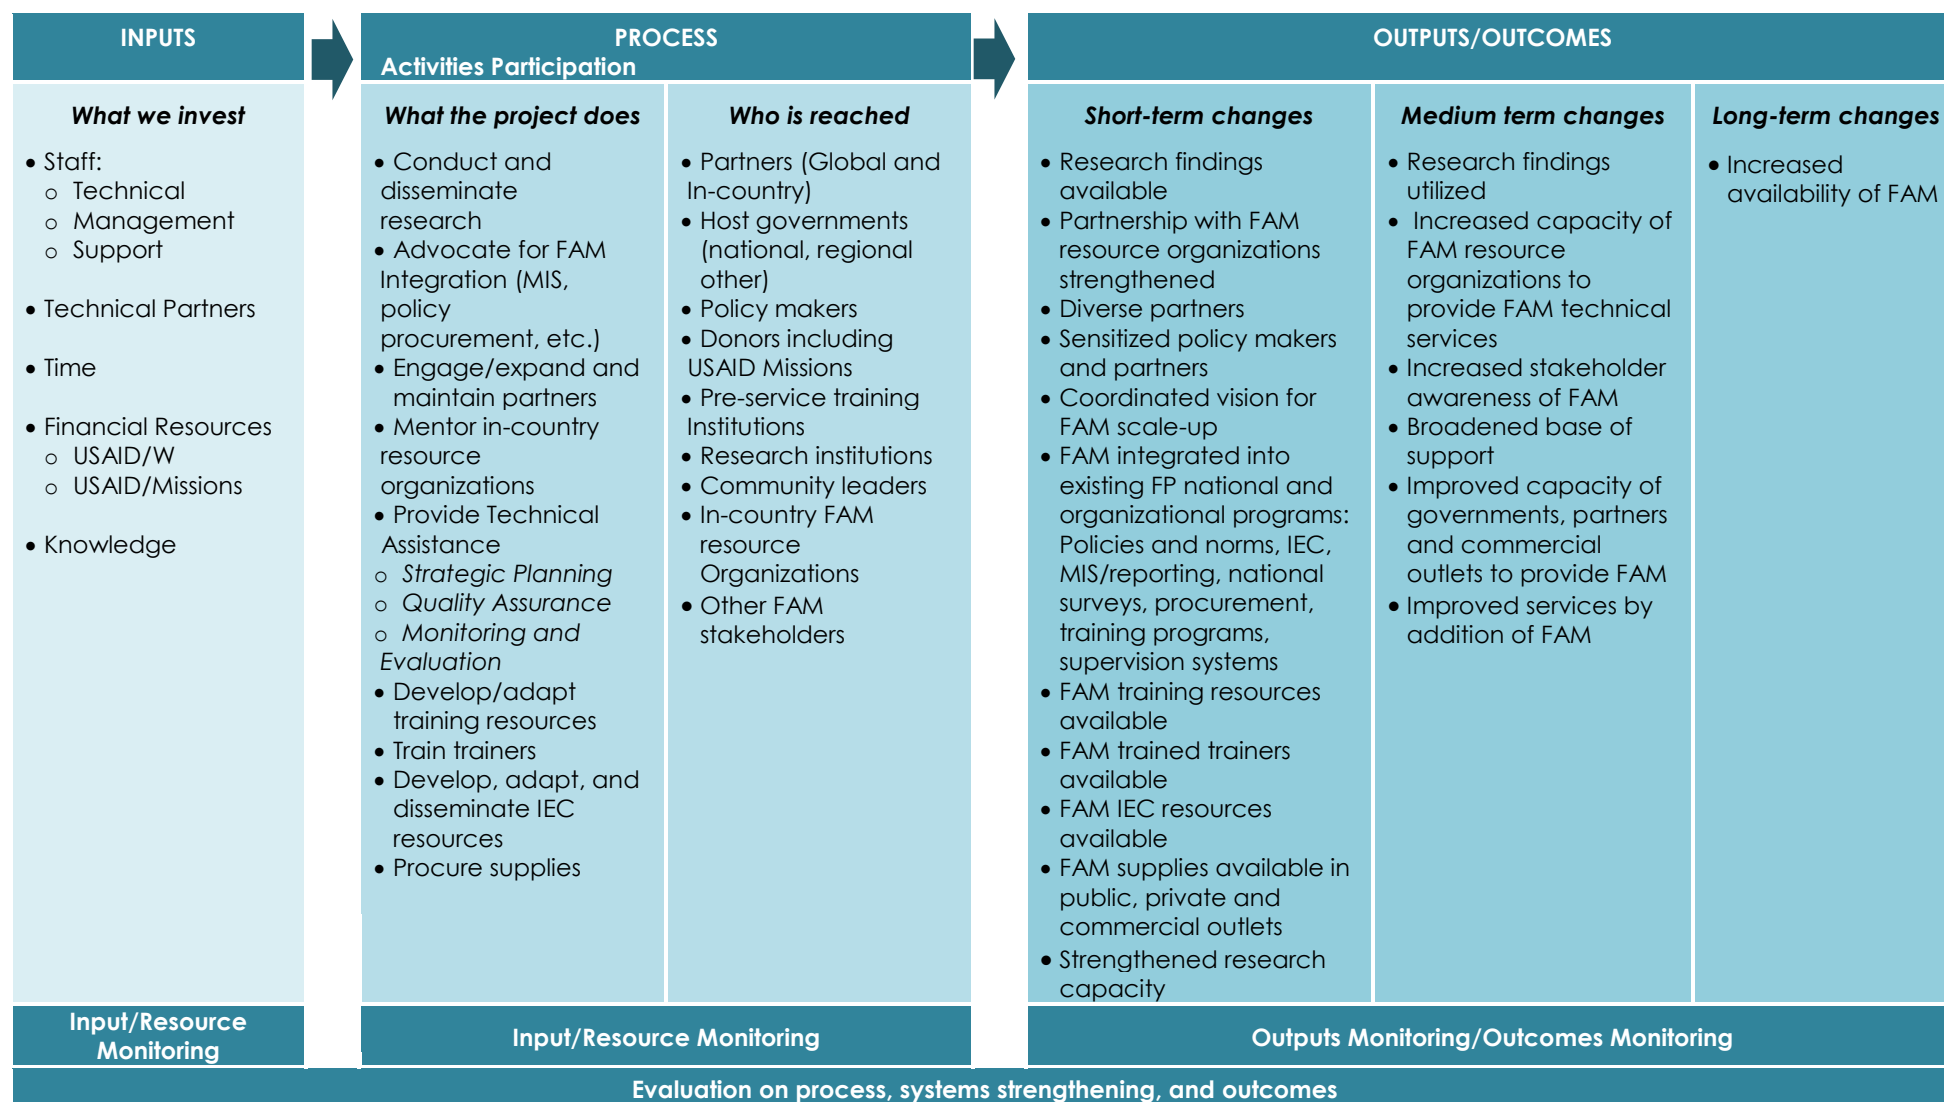 INPUTS
What we invest
• Staff:
o Technical
o Management
o Support
• Technical Partners
• Time
• Financial Resources
o USAID/W
o USAID/Missions
• Knowledge
Input/Resource
Monitoring
PROCESS
Activities Participation
What the project does
• Conduct and
disseminate
research
• Advocate for FAM
Integration (MIS,
policy
procurement, etc.)
• Engage/expand and
maintain partners
• Mentor in-country
resource
organizations
• Provide Technical
Assistance
o Strategic Planning
o Quality Assurance
o Monitoring and
Evaluation
• Develop/adapt
training resources
• Train trainers
• Develop, adapt, and
disseminate IEC
resources
• Procure supplies
Who is reached
• Partners (Global and
In-country)
• Host governments
(national, regional
other)
• Policy makers
• Donors including
USAID Missions
• Pre-service training
Institutions
• Research institutions
• Community leaders
• In-country FAM
resource
Organizations
• Other FAM
stakeholders
Input/Resource Monitoring
OUTPUTS/OUTCOMES
Short-term changes
• Research findings
available
• Partnership with FAM
resource organizations
strengthened
• Diverse partners
• Sensitized policy makers
and partners
• Coordinated vision for
FAM scale-up
• FAM integrated into
existing FP national and
organizational programs:
Policies and norms, IEC,
MIS/reporting, national
surveys, procurement,
training programs,
supervision systems
• FAM training resources
available
• FAM trained trainers
available
• FAM IEC resources
available
• FAM supplies available in
public, private and
commercial outlets
• Strengthened research
capacity
Medium term changes
• Research findings
utilized
• Increased capacity of
FAM resource
organizations to
provide FAM technical
services
• Increased stakeholder
awareness of FAM
• Broadened base of
support
• Improved capacity of
governments, partners
and commercial
outlets to provide FAM
• Improved services by
addition of FAM
Long-term changes
• Increased
availability of FAM
Outputs Monitoring/Outcomes Monitoring
Evaluation on process, systems strengthening, and outcomes